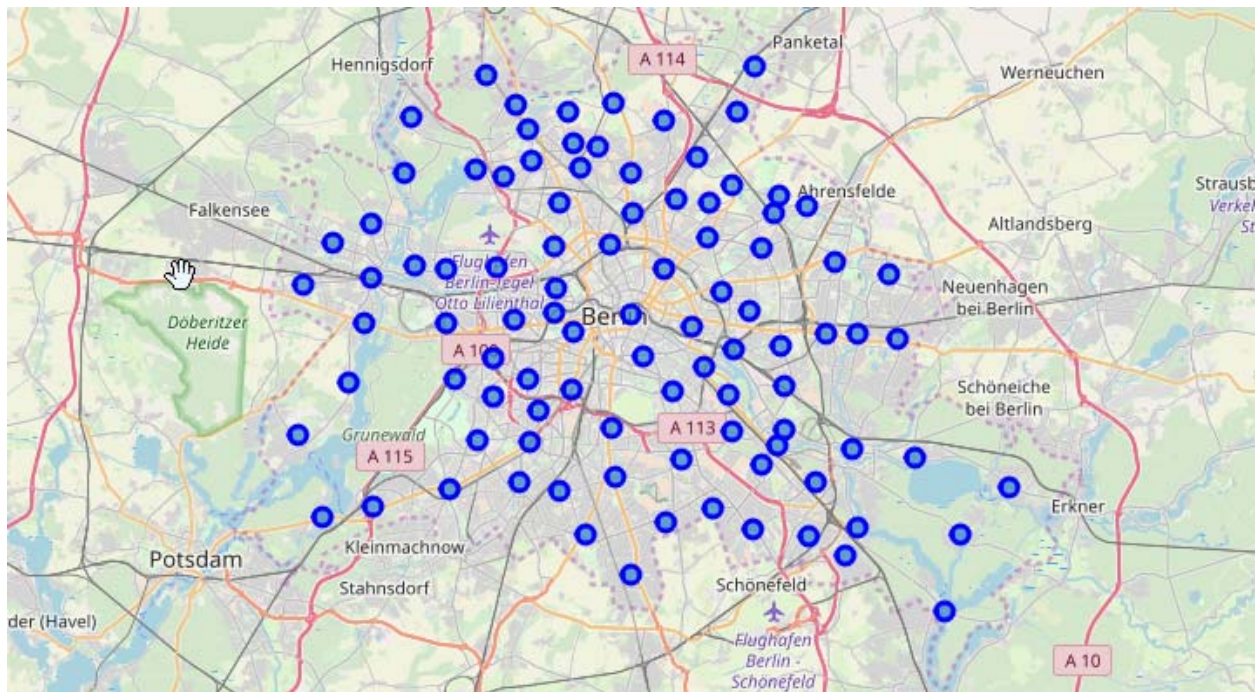 Panketal
Hennigsdorf
A 114
Werneuchen
Ahrensfelde
Strausb
Verkeh
St
Falkensee
Altlandsberg
Flughafen
Berlin-Tegel
Otto Lilienthal
Neuenhagen
bei Berlin
Döberitzer
Heide
Berlin
A 100
Schöneiche
bei Berlin
Grunewald
A 113
A 115
Erkner
Kleinmachnow
Potsdam
Stahnsdorf
Schönefeld
der (Havel)
Flughafen
Berlin -
Schönefeld
A 10